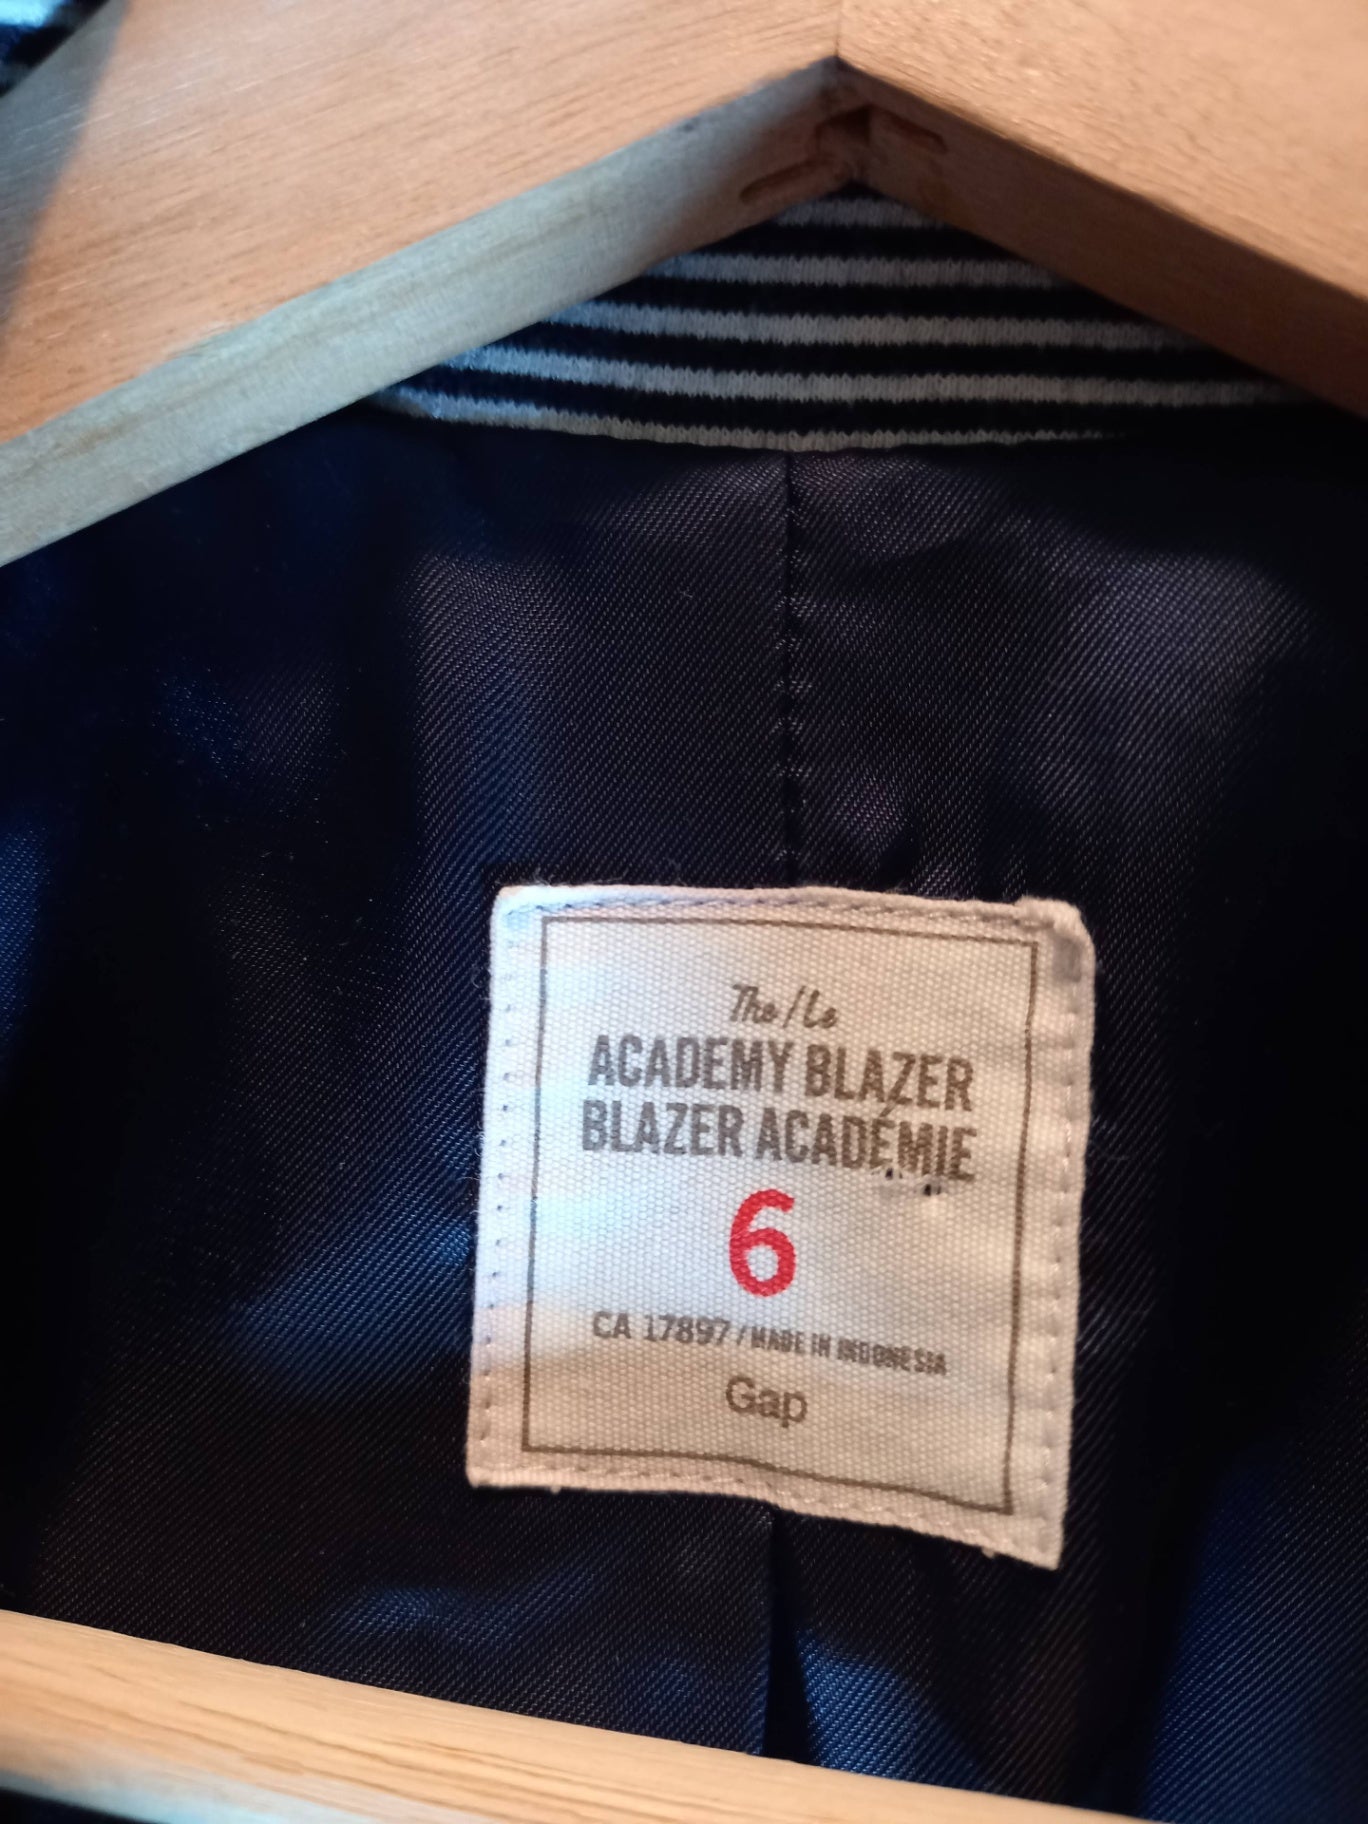 The/Le
ACADEMY BLAZER
BLAZER ACADÉMIE
6
CA 17897 / MADE IN INDONESIA
Gap